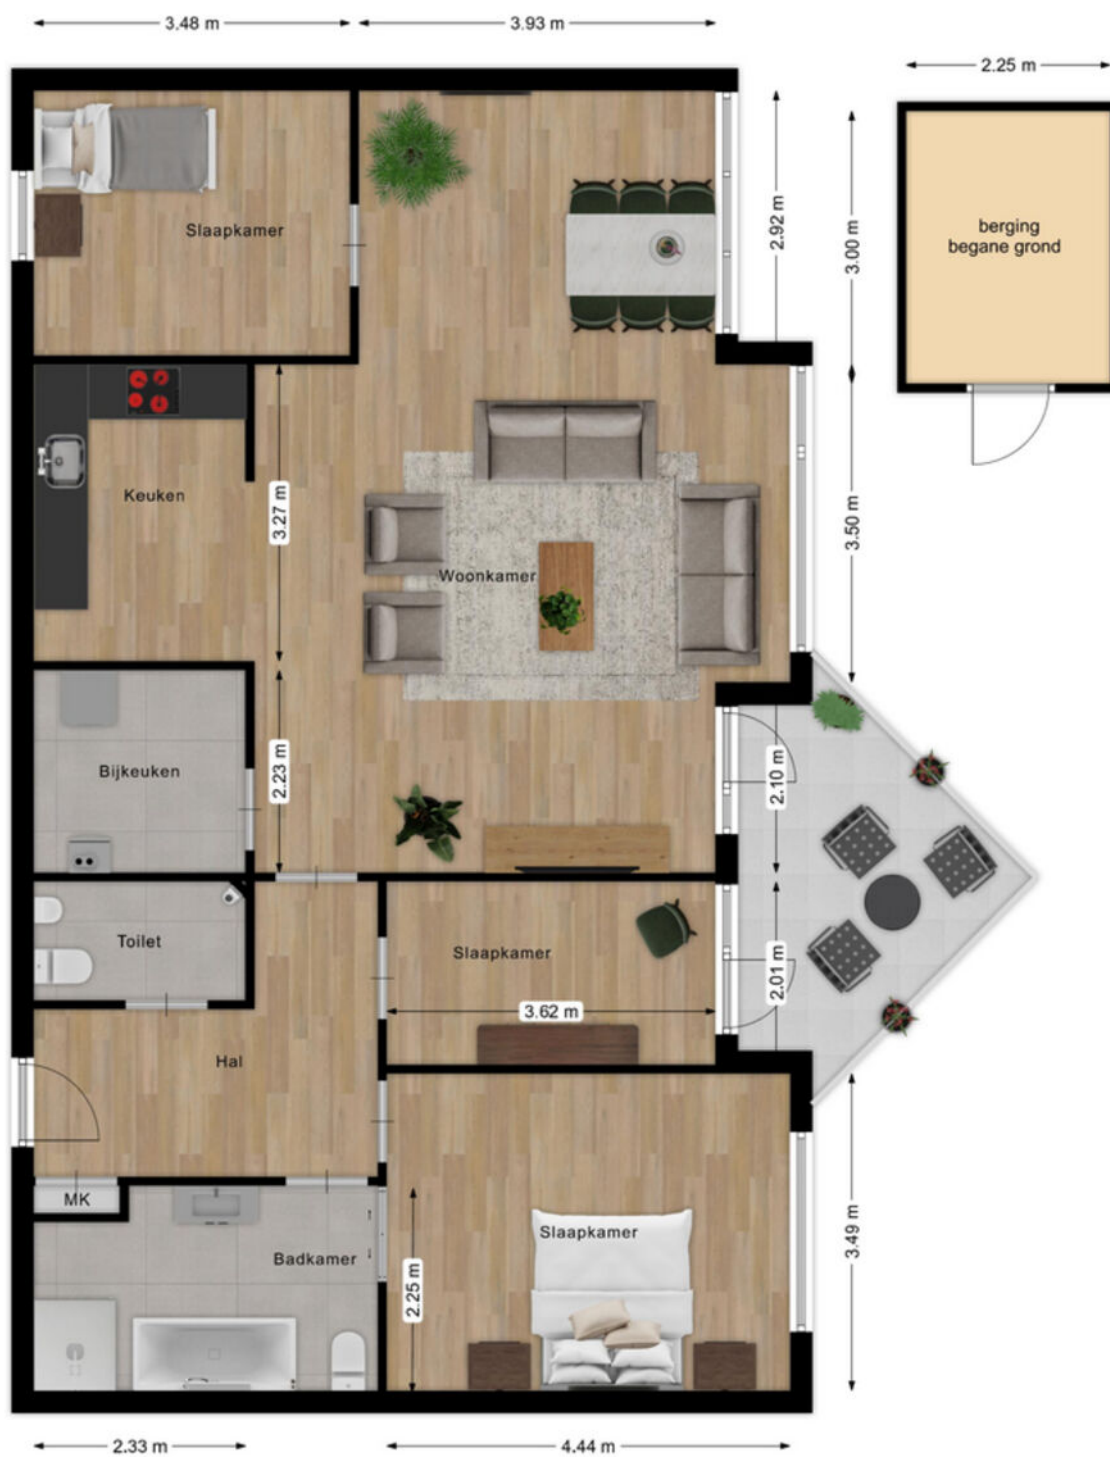 3.48 m
3.93 m
2.25 m
Slaapkamer
2.92 m
3.00 m
berging
begane grond
Keuken
3.27 m
3.50 m
Woonkamer
Bijkeuken
2.23 m
2.10 m
Toilet
Slaapkamer
2.01 m
3.62 m
Hal
MK
Slaapkamer
3.49 m
Badkamer
2.25 m
2.33 m
4.44 m